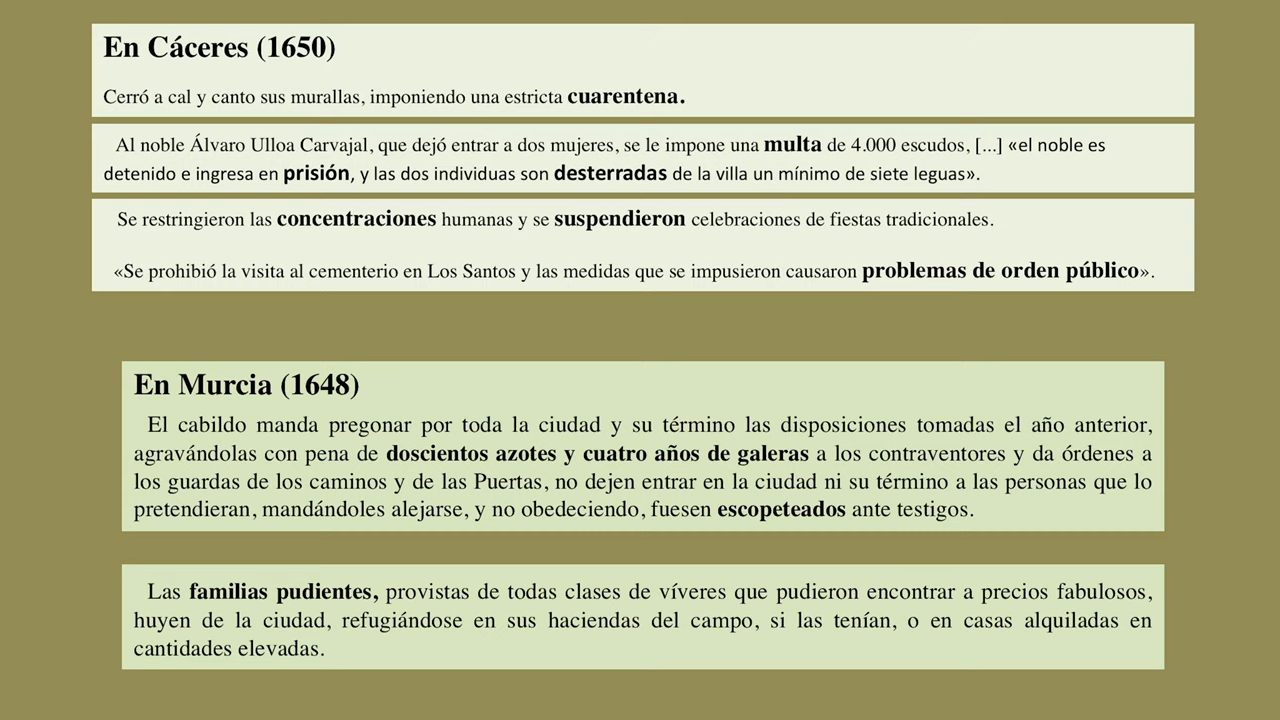 En Cáceres (1650)
Cerró a cal y canto sus murallas, imponiendo una estricta cuarentena.
Al noble Álvaro Ulloa Carvajal, que dejó entrar a dos mujeres, se le impone una multa de 4.000 escudos, [...] «el noble es
detenido e ingresa en prisión, y las dos individuas son desterradas de la villa un mínimo de siete leguas».
Se restringieron las concentraciones humanas y se suspendieron celebraciones de fiestas tradicionales.
«Se prohibió la visita al cementerio en Los Santos y las medidas que se impusieron causaron problemas de orden público».
En Murcia (1648)
El cabildo manda pregonar por toda la ciudad y su término las disposiciones tomadas el año anterior,
agravándolas con pena de doscientos azotes y cuatro años de galeras a los contraventores y da órdenes a
los guardas de los caminos y de las Puertas, no dejen entrar en la ciudad ni su término a las personas que lo
pretendieran, mandándoles alejarse, y no obedeciendo, fuesen escopeteados ante testigos.
Las familias pudientes, provistas de todas clases de víveres que pudieron encontrar a precios fabulosos,
huyen de la ciudad, refugiándose en sus haciendas del campo, si las tenían, o en casas alquiladas en
cantidades elevadas.